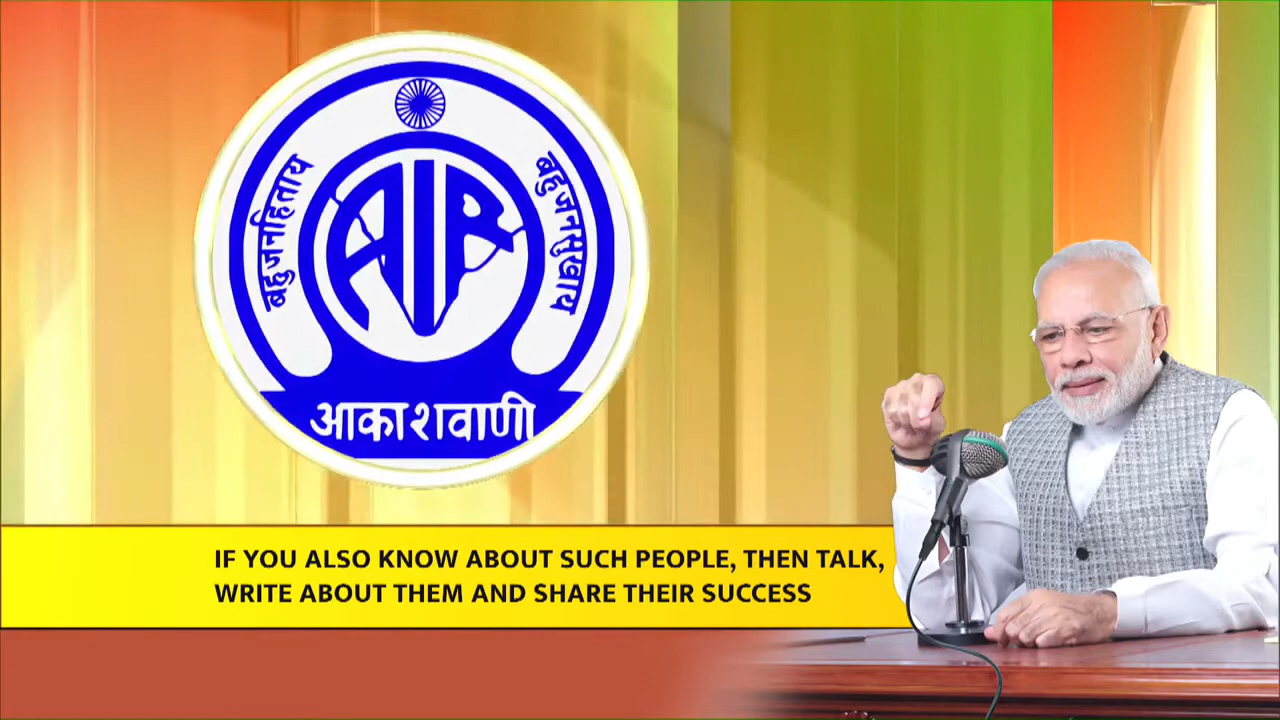 बहुजनहिताय
बहुजनसुखाय
AIR
आकाशवाणी
IF YOU ALSO KNOW ABOUT SUCH PEOPLE, THEN TALK,
WRITE ABOUT THEM AND SHARE THEIR SUCCESS